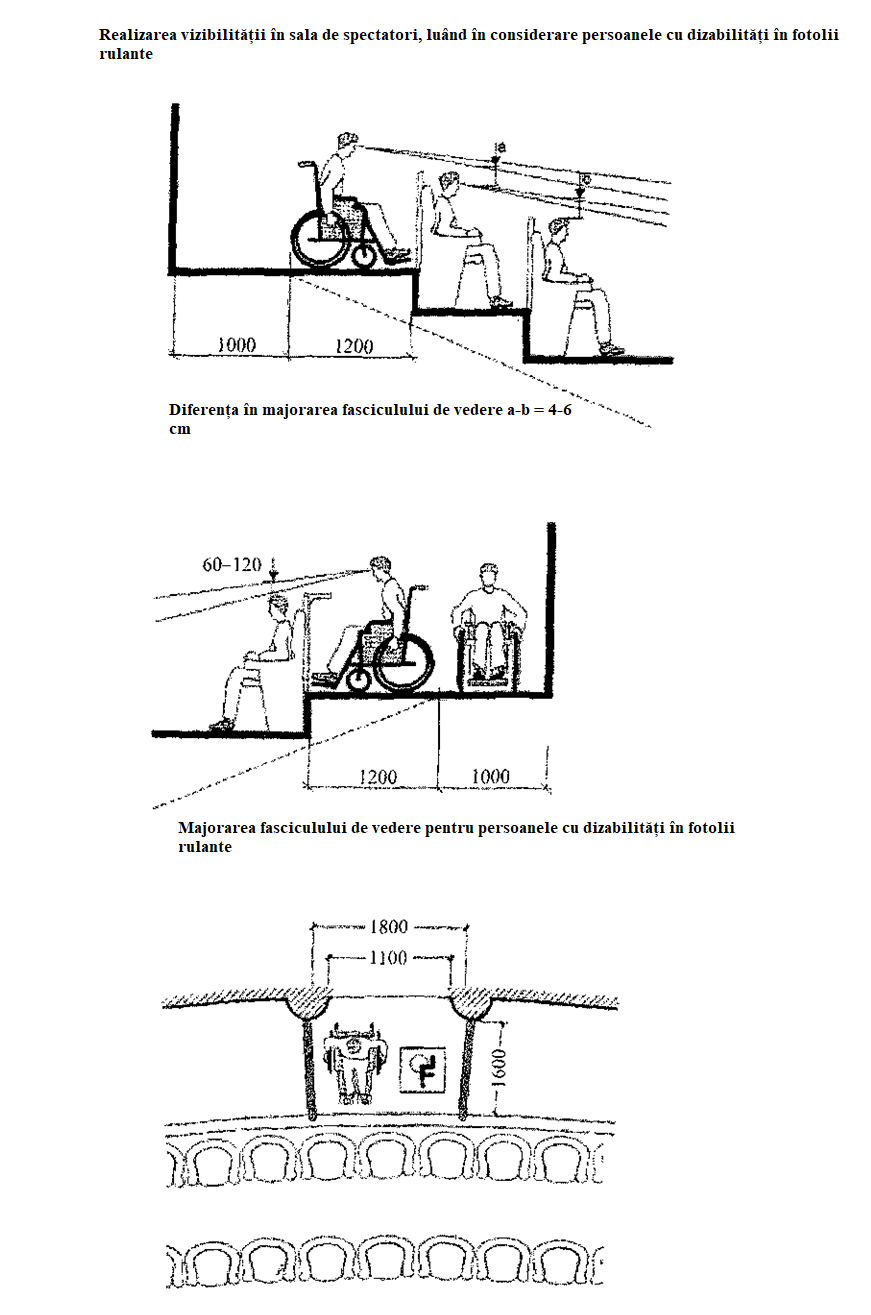 Realizarea vizibilității în sala de spectatori, luând în considerare persoanele cu dizabilități în fotolii
rulante
a
1000
1200
Diferența în majorarea fasciculului de vedere a-b = 4-6
cm
60–120
1200
1000
Majorarea fasciculului de vedere pentru persoanele cu dizabilități în fotolii
rulante
1800
1100
1600